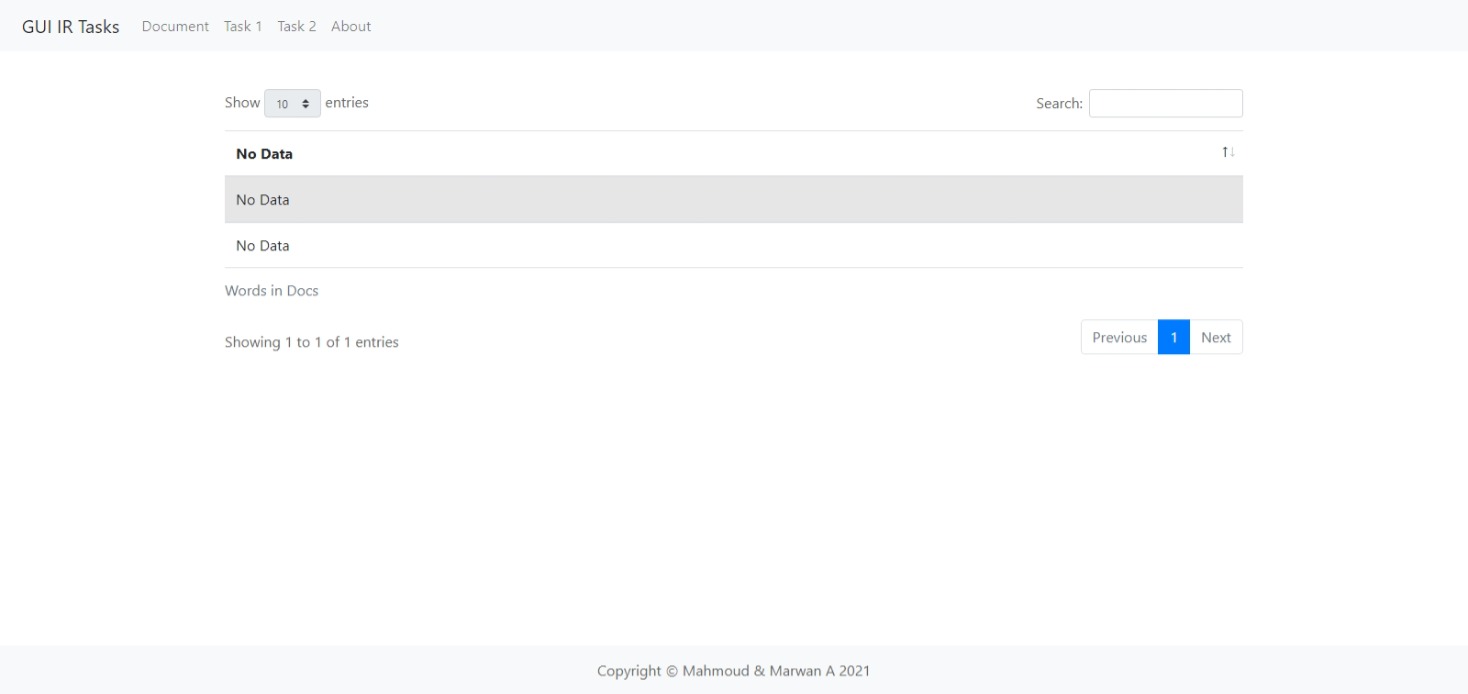 GUI IR Tasks Document Task 1 Task 2 About
Show 10 entries Search:
No Data
No Data
No Data
Words in Docs
Showing 1 to 1 of 1 entries Previous 1 Next
Copyright © Mahmoud & Marwan A 2021